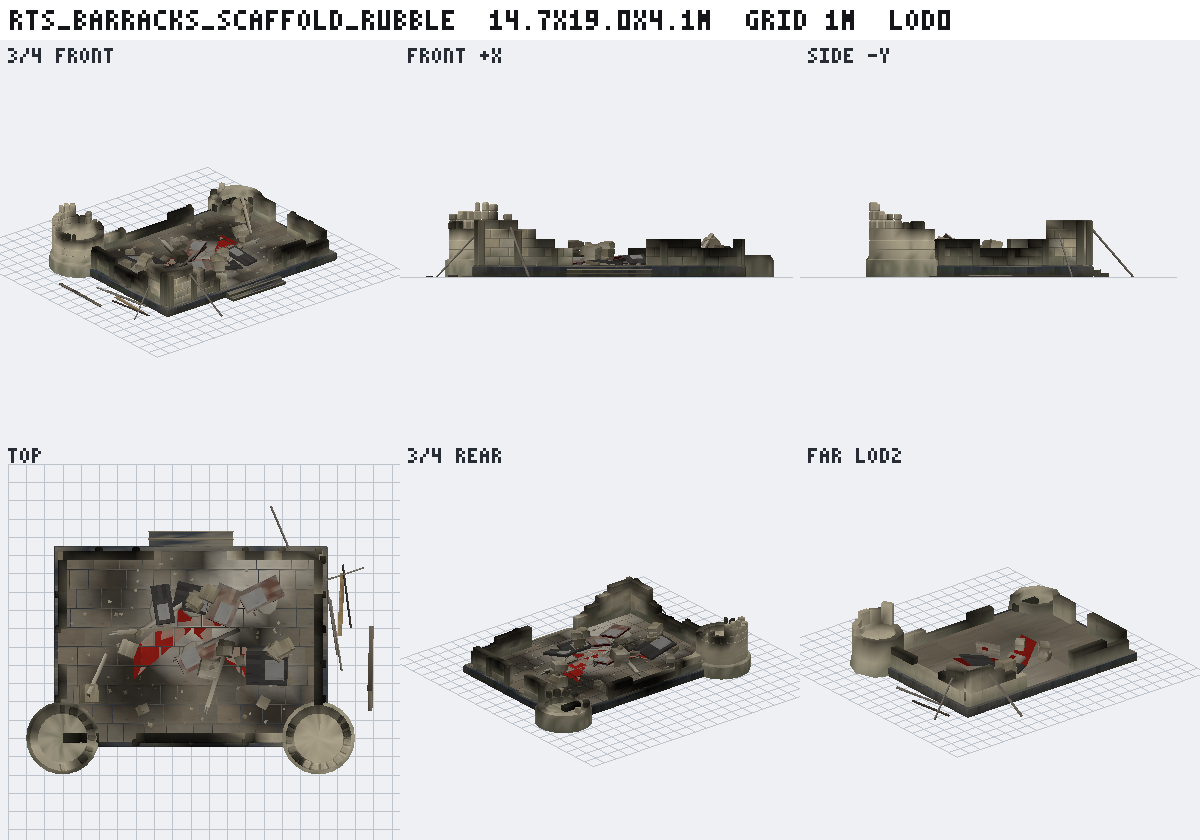 RTS_BARRACKS_SCAFFOLD_RUBBLE 14.7X19.0X4.1M GRID 1M LOD0
3/4 FRONT
FRONT +X
SIDE -Y
TOP
3/4 REAR
FAR LOD2